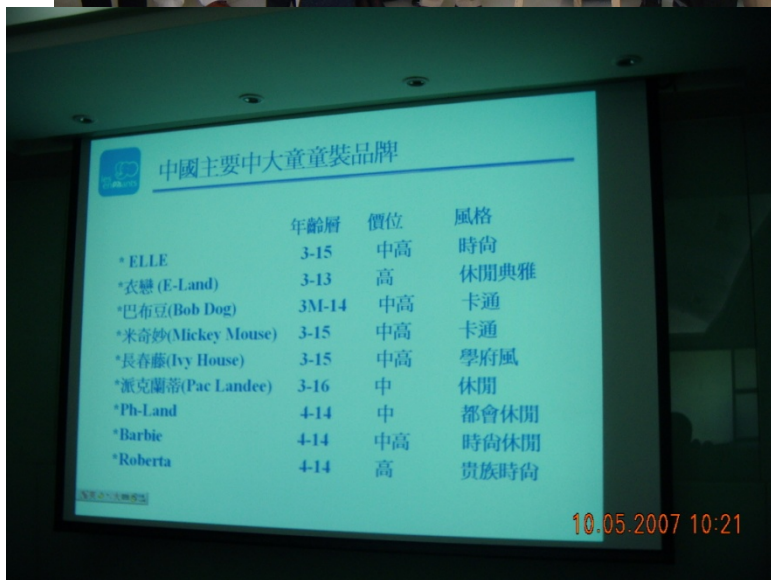 中國主要中大童童裝品牌
年齡層 價位 風格
* ELLE 3-15 中高 時尚
*衣戀 (E-Land) 3-13 高 休閒典雅
*巴布豆(Bob Dog) 3M-14 中高 卡通
*米奇妙(Mickey Mouse) 3-15 中高 卡通
*長春藤(Ivy House) 3-15 中高 學府風
*派克蘭蒂(Pac Landee) 3-16 中 休閒
*Ph-Land 4-14 中 都會休閒
*Barbie 4-14 中高 時尚休閒
*Roberta 4-14 高 贵族時尚
10.05.2007 10:21